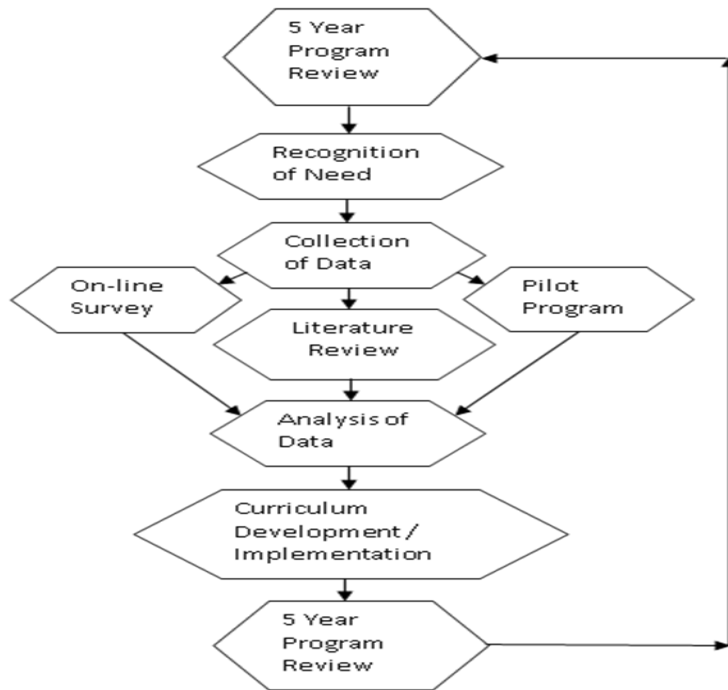 5 Year
Program
Review
Recognition
of Need
Collection
of Data
On-line
Survey
Literature
Review
Pilot
Program
Analysis of
Data
Curriculum
Development/
Implementation
5 Year
Program
Review